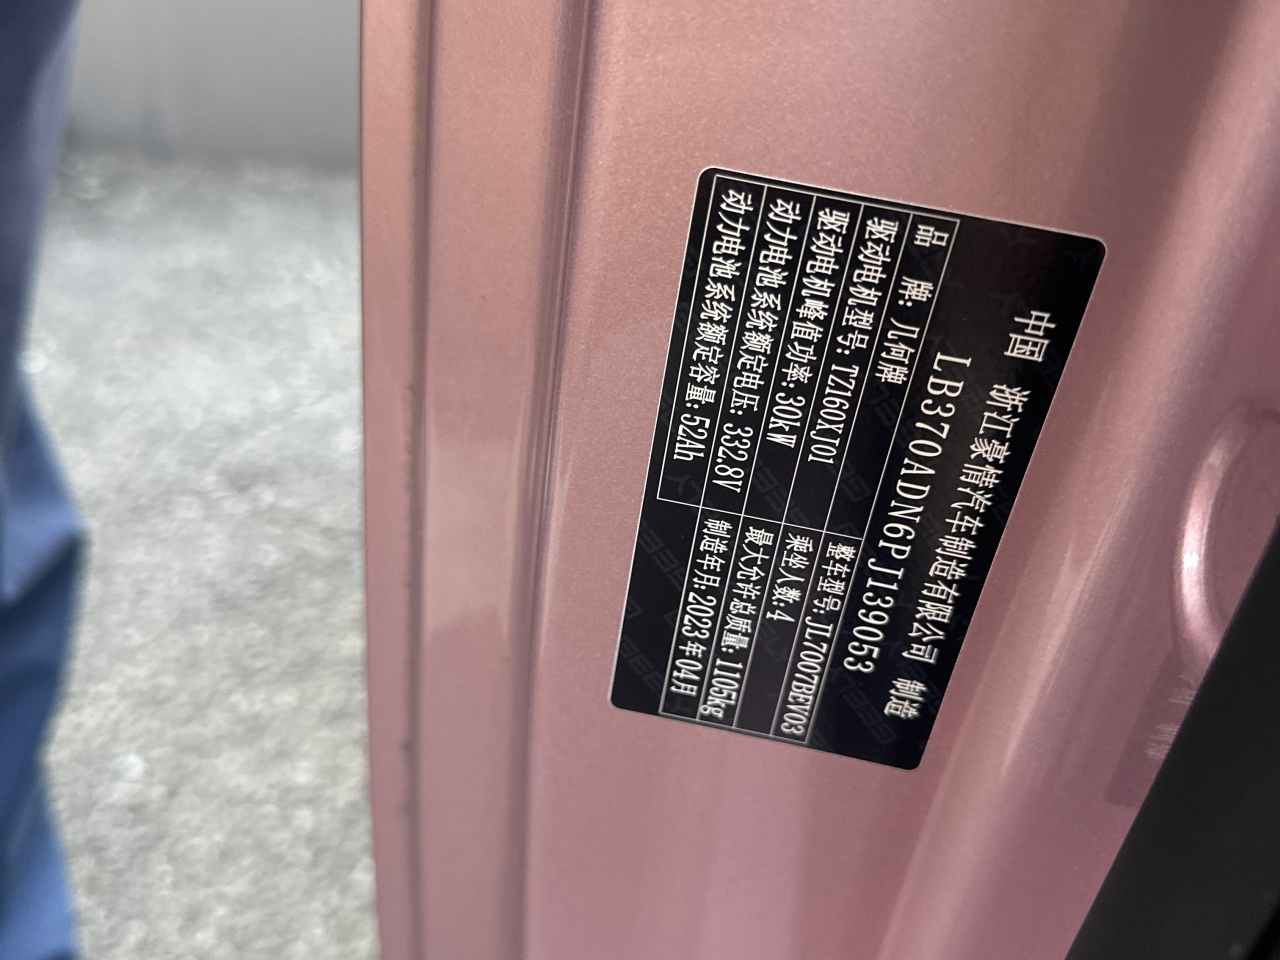 中国 浙江豪情汽车制造有限公司 制造
LB370ADN6PJ139053
品 牌: 几何牌
驱动电机型号: TZ160XJ101 整车型号: JL7007BEV03
驱动电机峰值功率: 30kW 乘坐人数: 4
动力电池系统额定电压: 332.8V 最大允许总质量: 1105kg
动力电池系统额定容量: 52Ah 制造年月: 2023年04月